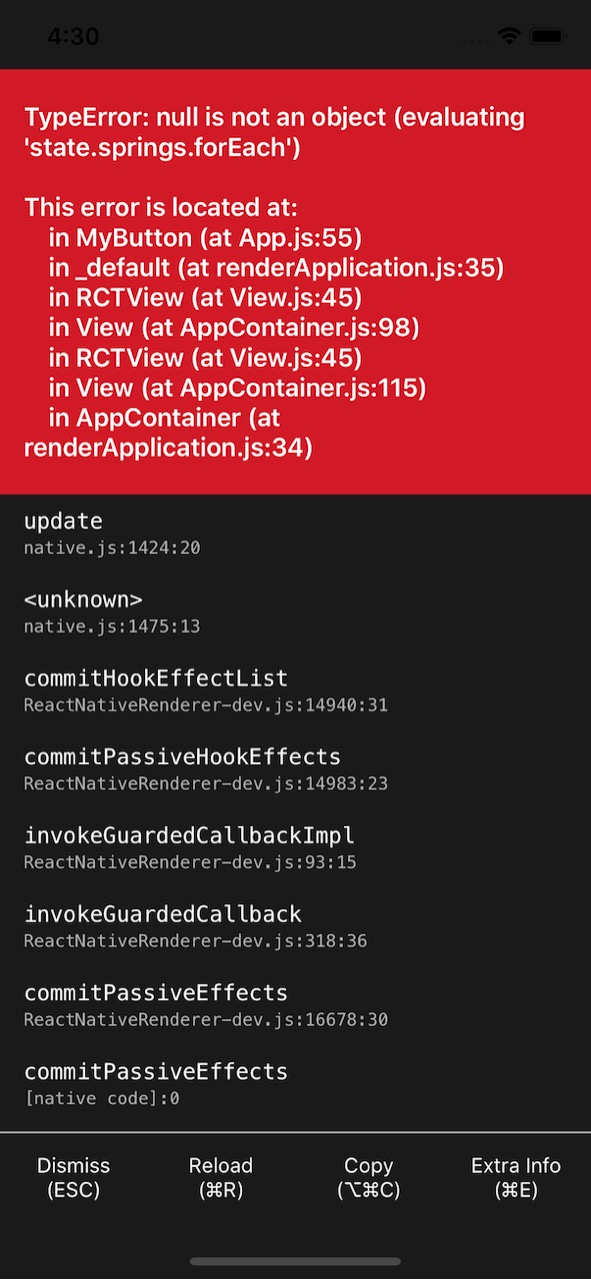 4:30
TypeError: null is not an object (evaluating
'state.springs.forEach')
This error is located at:
in MyButton (at App.js:55)
in _default (at renderApplication.js:35)
in RCTView (at View.js:45)
in View (at AppContainer.js:98)
in RCTView (at View.js:45)
in View (at AppContainer.js:115)
in AppContainer (at
renderApplication.js:34)
update
native.js:1424:20
<unknown>
native.js:1475:13
commitHookEffectList
ReactNativeRenderer-dev.js:14940:31
commitPassiveHookEffects
ReactNativeRenderer-dev.js:14983:23
invokeGuardedCallbackImpl
ReactNativeRenderer-dev.js:93:15
invokeGuardedCallback
ReactNativeRenderer-dev.js:318:36
commitPassiveEffects
ReactNativeRenderer-dev.js:16678:30
commitPassiveEffects
[native code]:0
Dismiss
(ESC)
Reload
(⌘R)
Copy
(⌥⌘C)
Extra Info
(⌘E)